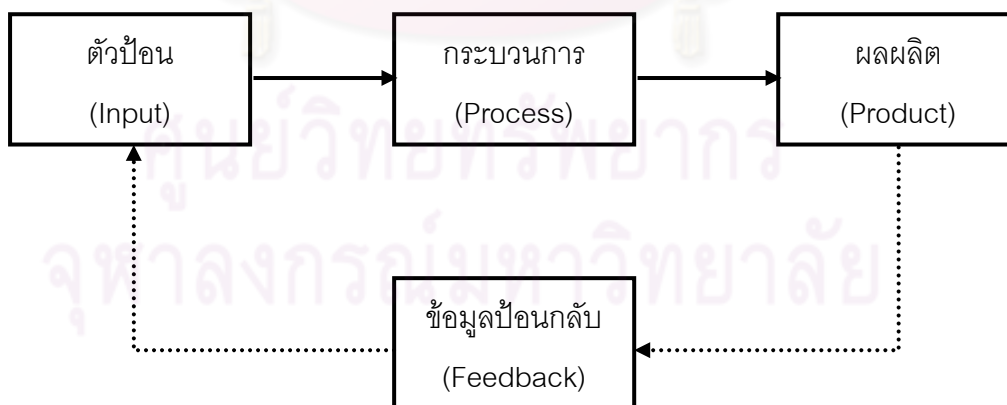 ตัวป้อน
(Input)
กระบวนการ
(Process)
ผลผลิต
(Product)
ศูนย์วิทยทรัพยากร
จุฬาลงกรณ์มหาวิทยาลัย
ข้อมูลป้อนกลับ
(Feedback)